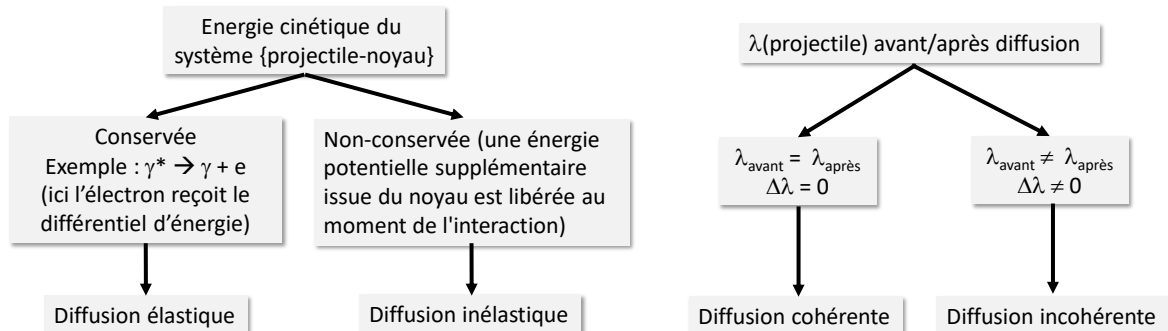 Energie cinétique du
système {projectile-noyau}
Conservée
Exemple : γ* → γ + e
(ici l'électron reçoit le
différentiel d'énergie)
Non-conservée (une énergie
potentielle supplémentaire
issue du noyau est libérée au
moment de l'interaction)
Diffusion élastique
Diffusion inélastique
λ(projectile) avant/après diffusion
λavant = λaprès
Δλ = 0
λavant ≠ λaprès
Δλ ≠ 0
Diffusion cohérente
Diffusion incohérente